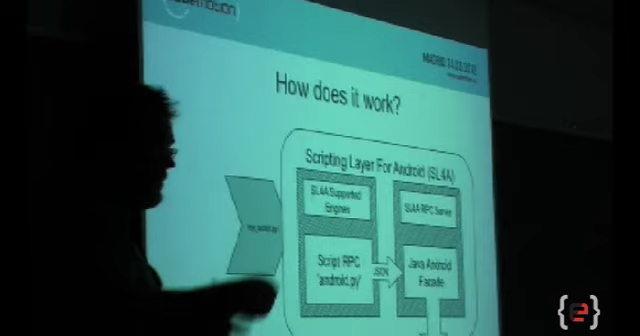 How does it work?
Scripting Layer For Android (SL4A)
SL4A Supported
Engines
SL4A RPC Server
Script RPC
"android.py"
JSON
Java Android
Facade